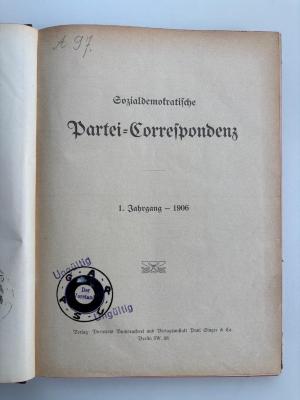 A 97.
Sozialdemokratische
Partei-Correspondenz
1. Jahrgang – 1906
Ungültig
Der
Vorstand
Ungültig
Verlag: Vorwärts Buchdruckerei und Verlagsanstalt Paul Singer & Co.
Berlin SW. 68